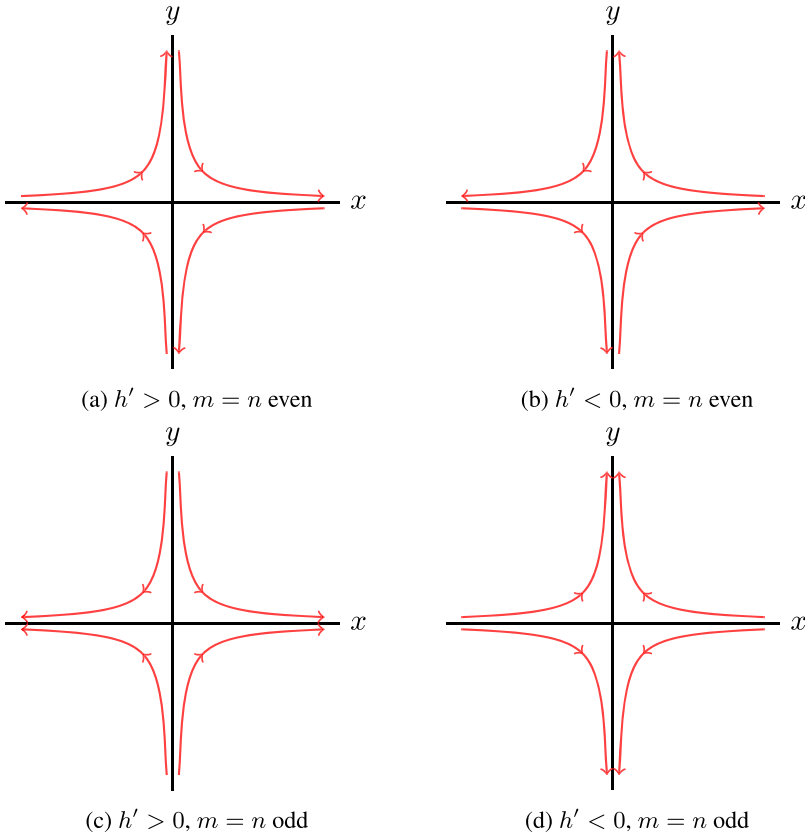 y
y
x
x
(a) h′ > 0, m = n even
(b) h′ < 0, m = n even
y
y
x
x
(c) h′ > 0, m = n odd
(d) h′ < 0, m = n odd